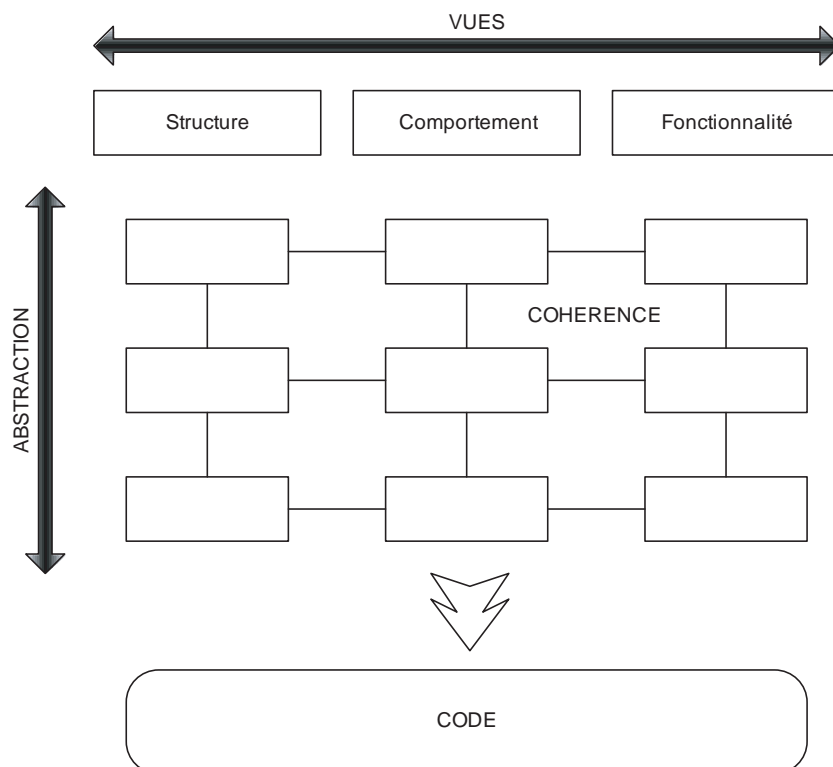 VUES
Structure
Comportement
Fonctionnalité
ABSTRACTION
COHERENCE
CODE